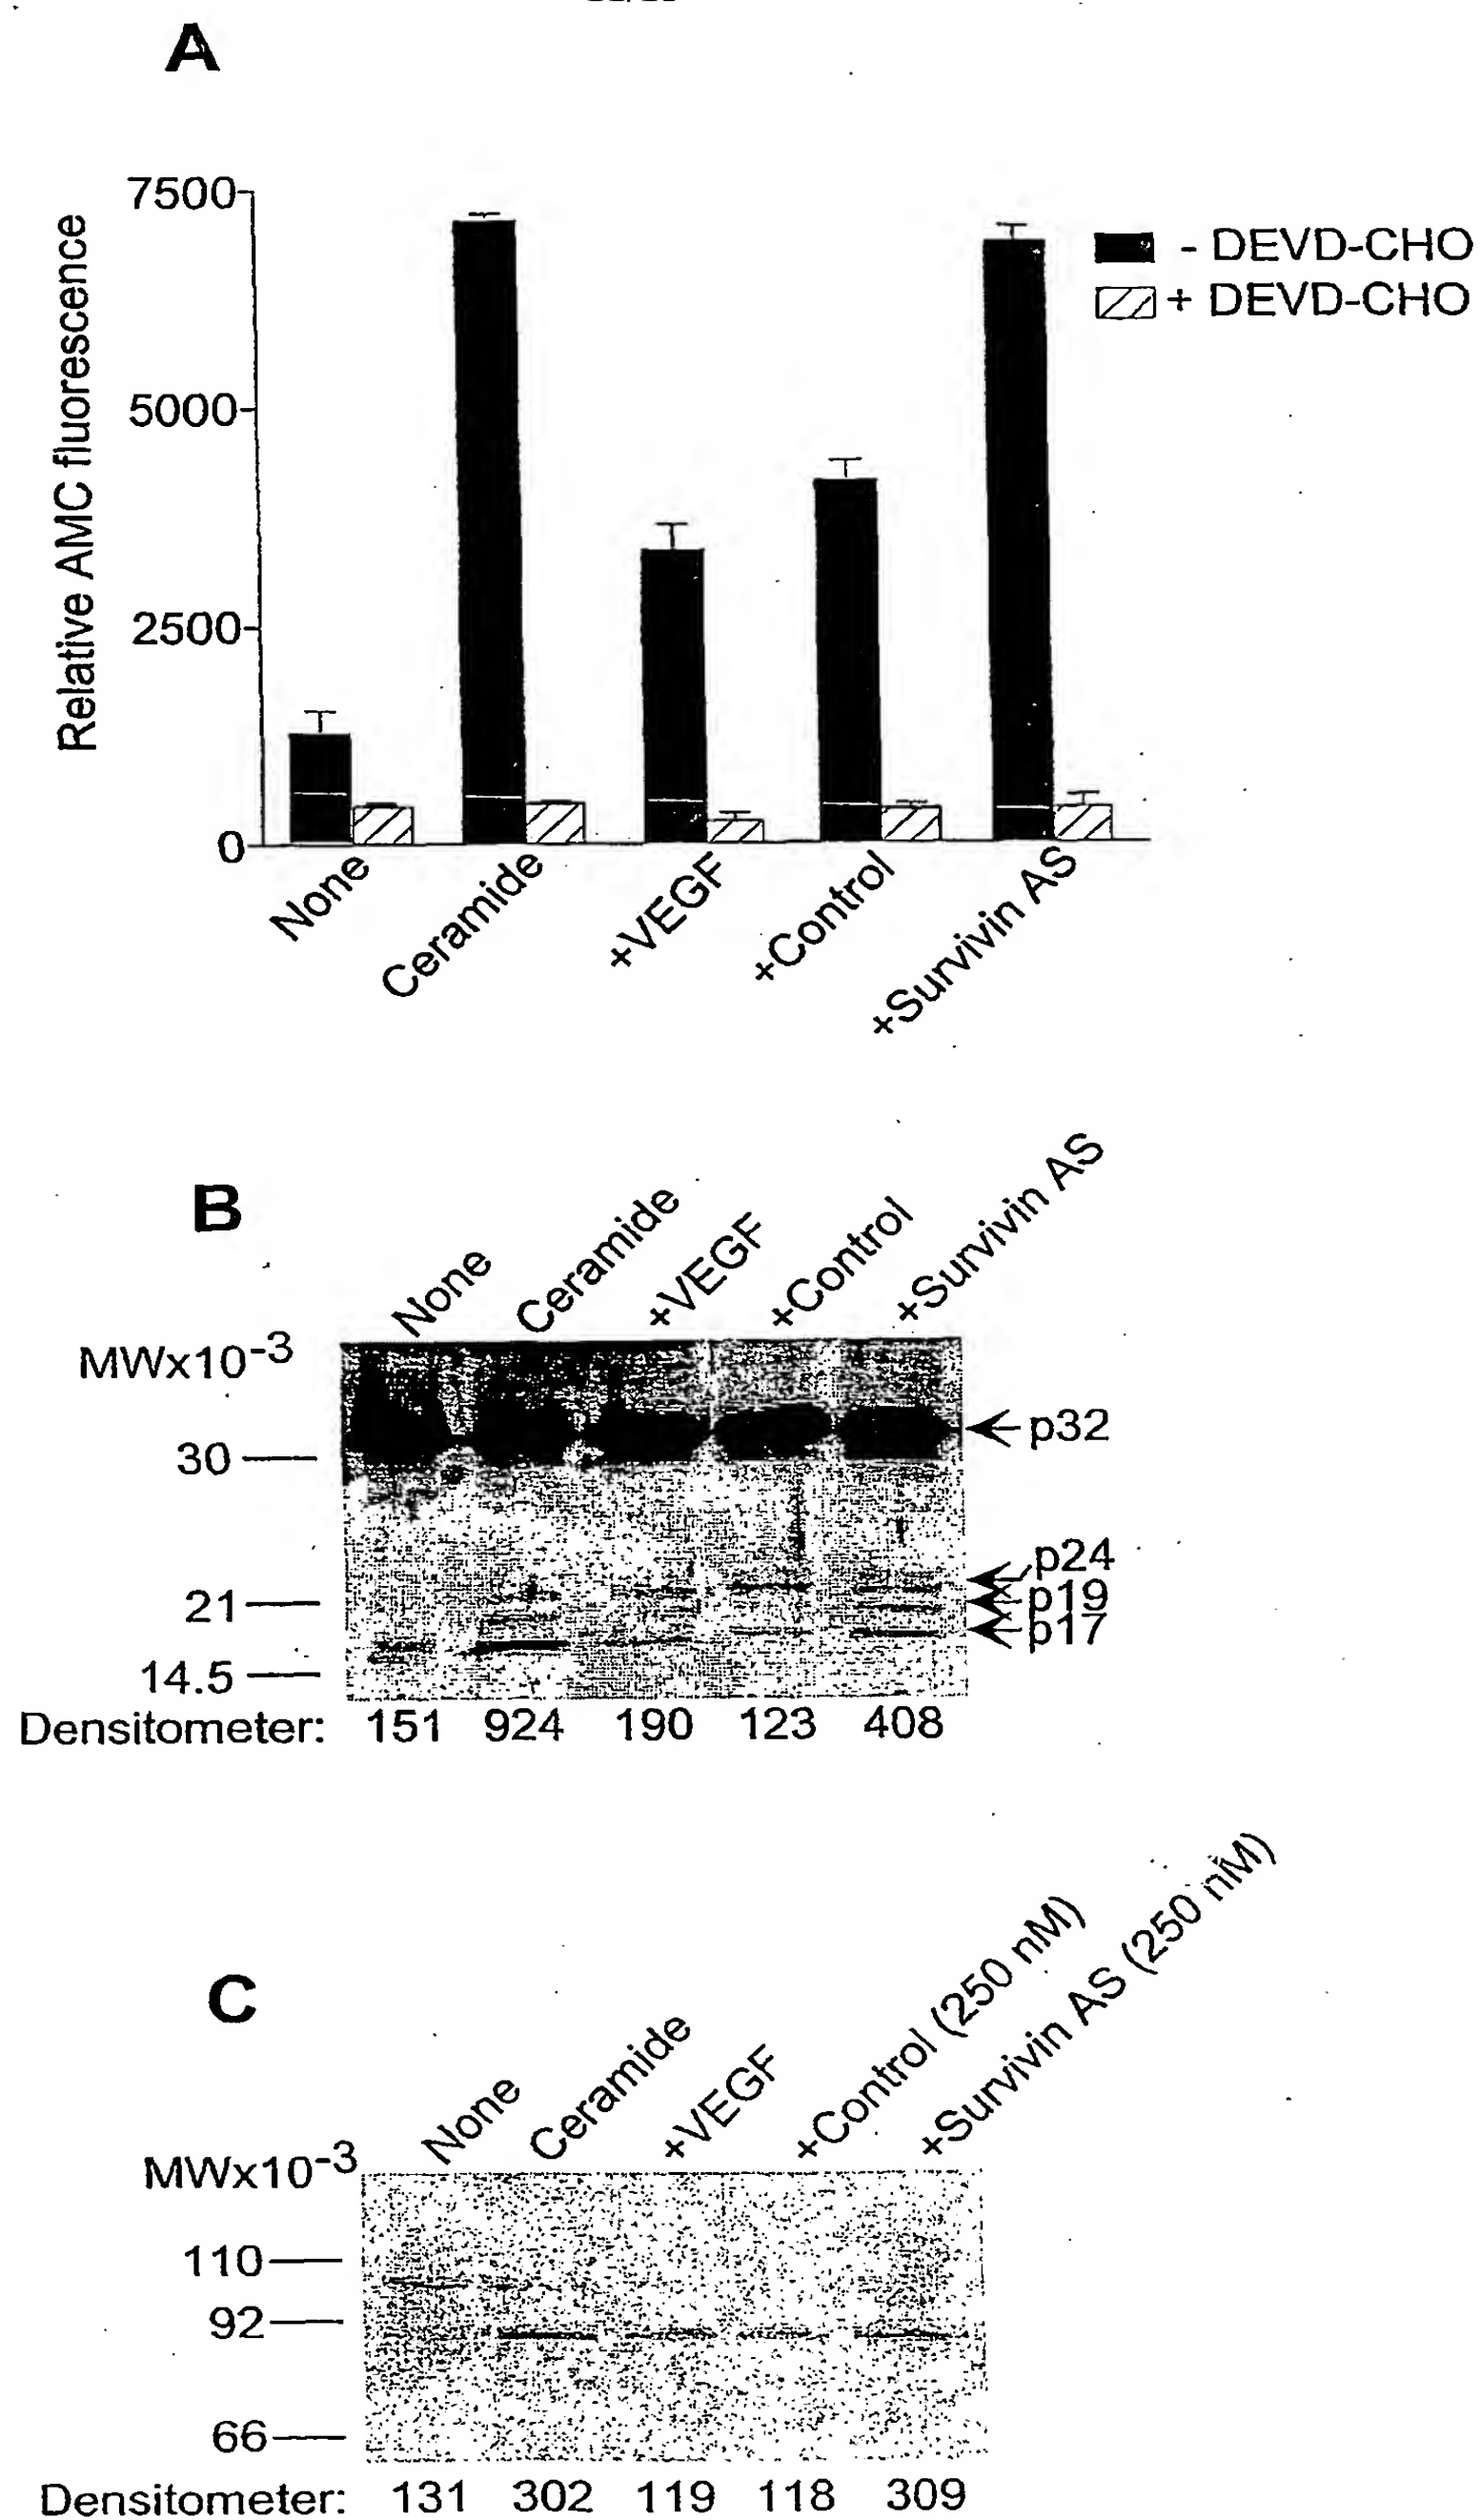 A
7500
5000
2500
0
Relative AMC fluorescence
- DEVD-CHO
+ DEVD-CHO
None
Ceramide
+VEGF
+Control
+Survivin AS
B
None
Ceramide
+VEGF
+Control
+Survivin AS
MWx10-3
30
21
14.5
p32
p24
p19
p17
Densitometer: 151 924 190 123 408
C
None
Ceramide
+VEGF
+Control (250 nM)
+Survivin AS (250 nM)
MWx10-3
110
92
66
Densitometer: 131 302 119 118 309